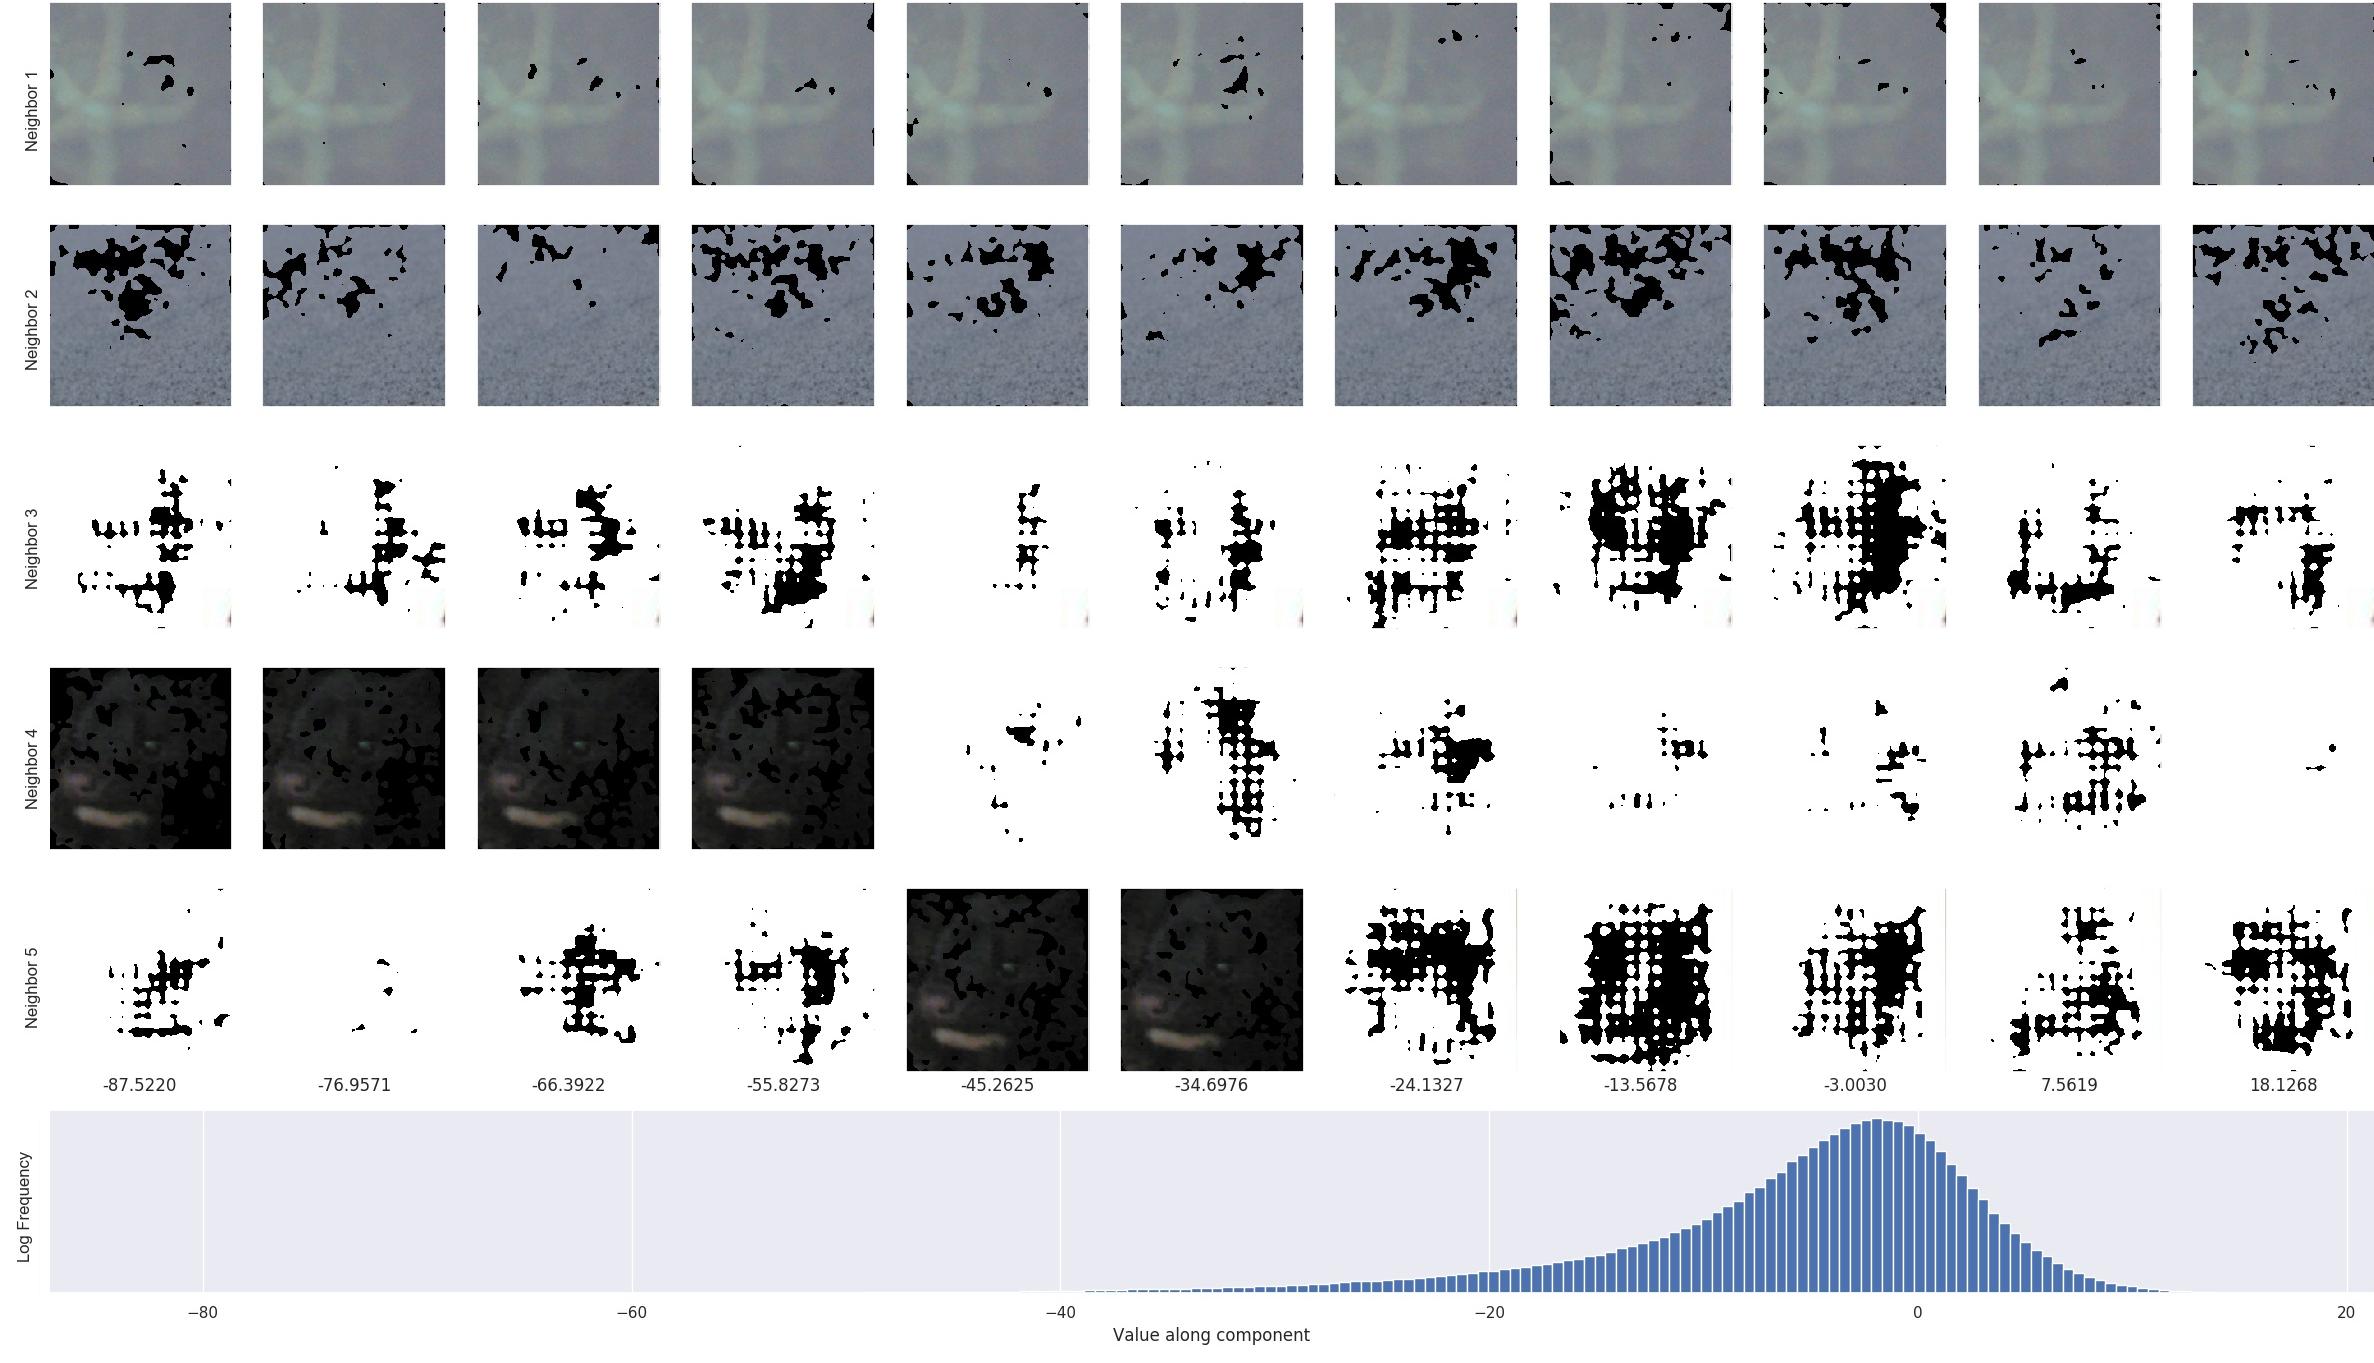 Neighbor 1
Neighbor 2
Neighbor 3
Neighbor 4
Neighbor 5
-87.5220 -76.9571 -66.3922 -55.8273 -45.2625 -34.6976 -24.1327 -13.5678 -3.0030 7.5619 18.1268
Log Frequency
−80 −60 −40 −20 0 20
Value along component